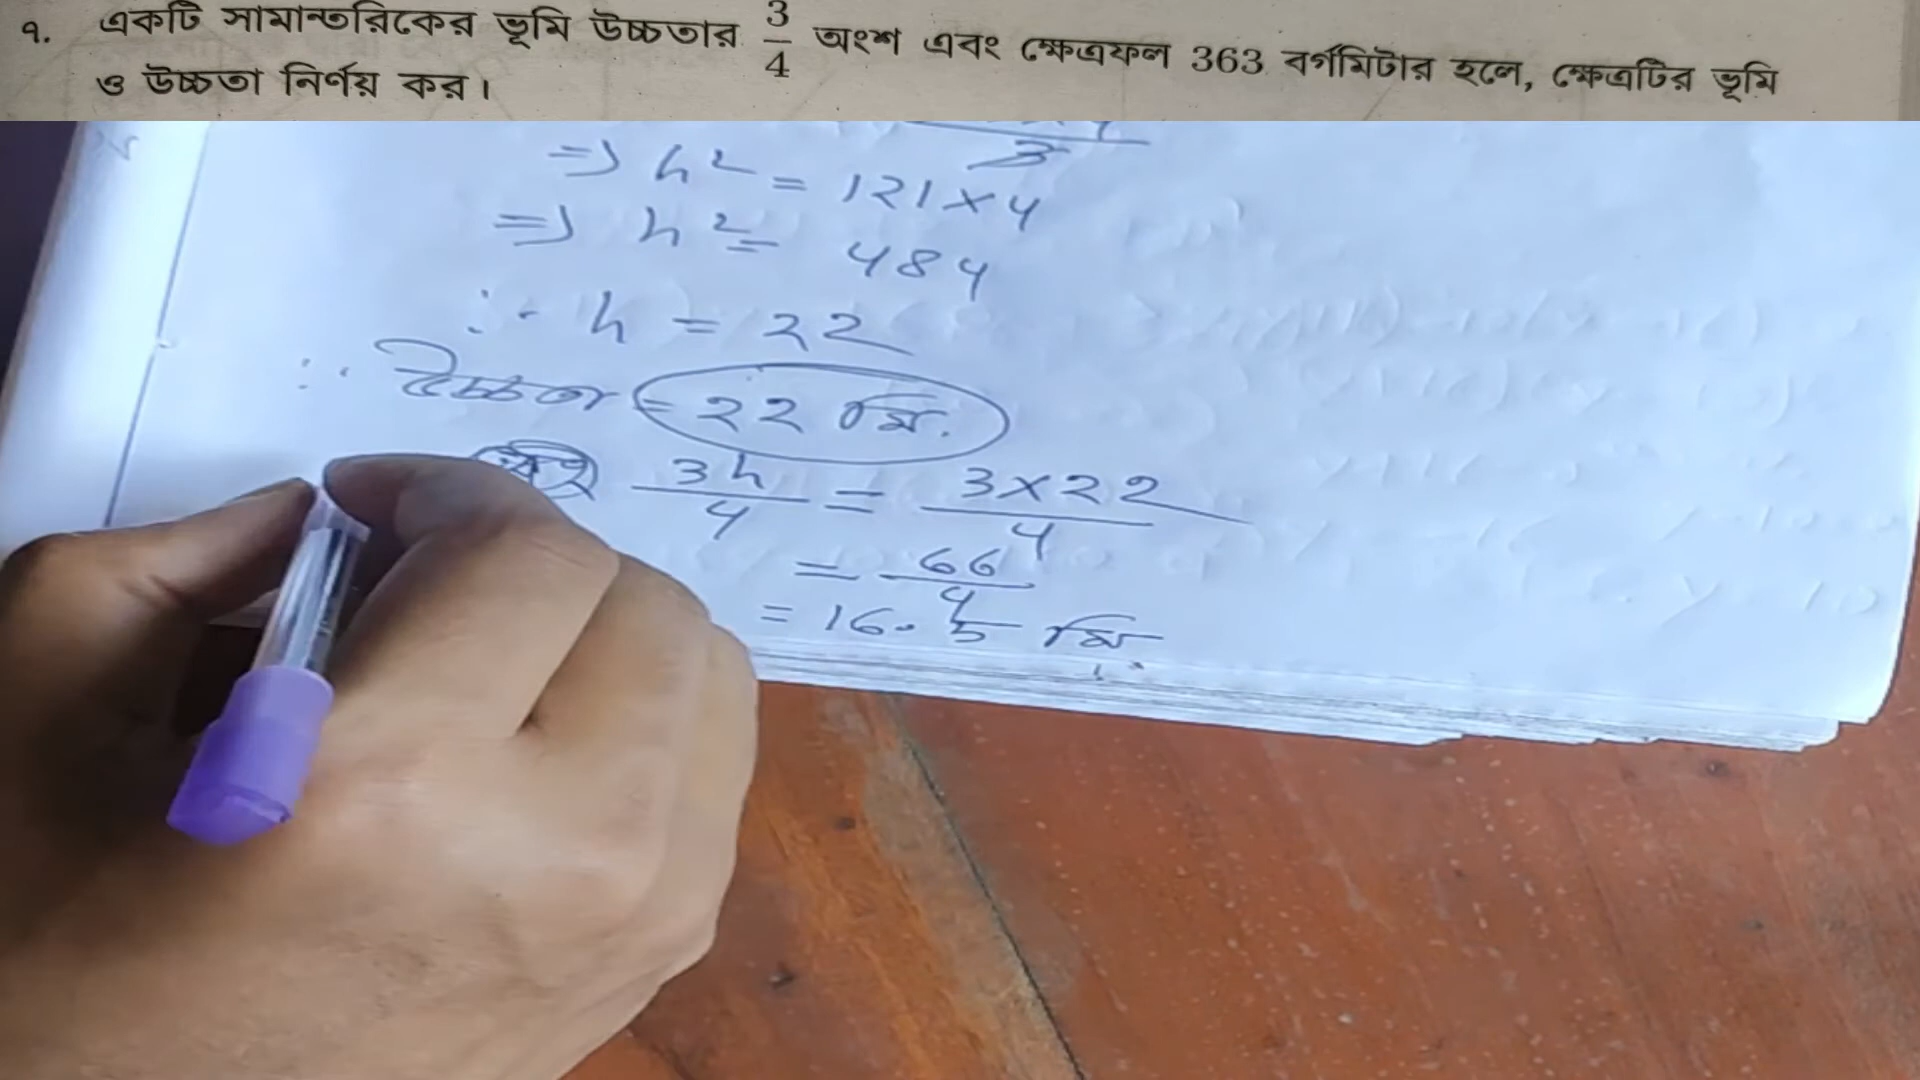 ৭. একটি সামান্তরিকের ভূমি উচ্চতার 3/4 অংশ এবং ক্ষেত্রফল 363 বর্গমিটার হলে, ক্ষেত্রটির ভূমি
ও উচ্চতা নির্ণয় কর।
3
⇒ h² = 121×4
⇒ h² = 484
∴ h = 22
∴ উচ্চতা = 22 মি.
3h/4 = 3×22/4
= 66/4
= 16.5 মি.